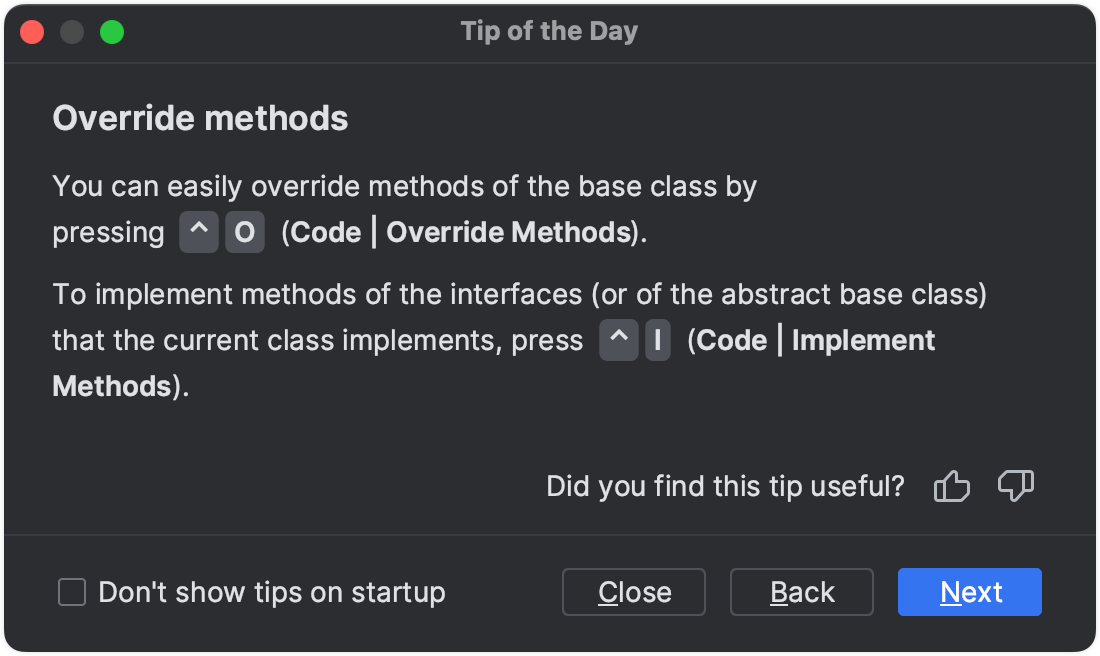 Tip of the Day
Override methods
You can easily override methods of the base class by
pressing ^ O (Code | Override Methods).
To implement methods of the interfaces (or of the abstract base class)
that the current class implements, press ^ I (Code | Implement
Methods).
Did you find this tip useful?
Don't show tips on startup
Close
Back
Next